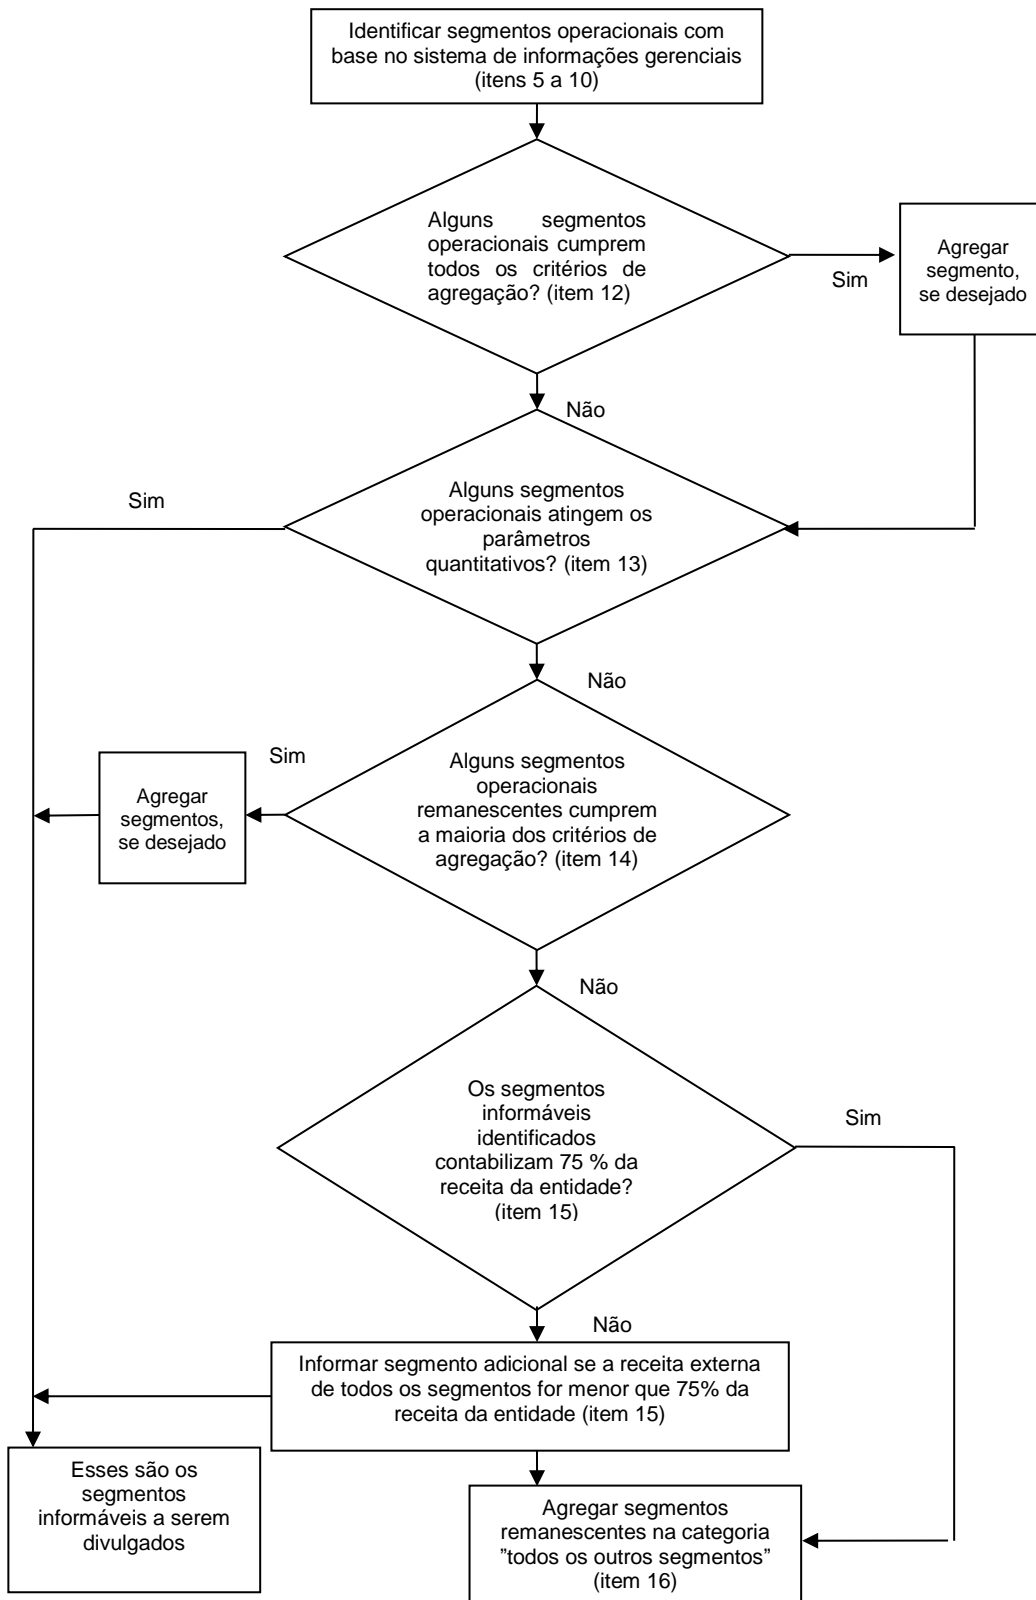 Identificar segmentos operacionais com
base no sistema de informações gerenciais
(itens 5 a 10)
Alguns segmentos
operacionais cumprem
todos os critérios de
agregação? (item 12)
Sim
Agregar
segmento,
se desejado
Não
Sim
Alguns segmentos
operacionais atingem os
parâmetros
quantitativos? (item 13)
Não
Sim
Agregar
segmentos,
se desejado
Alguns segmentos
operacionais
remanescentes cumprem
a maioria dos critérios de
agregação? (item 14)
Não
Os segmentos
informáveis
identificados
contabilizam 75 % da
receita da entidade?
(item 15)
Sim
Não
Informar segmento adicional se a receita externa
de todos os segmentos for menor que 75% da
receita da entidade (item 15)
Esses são os
segmentos
informáveis a serem
divulgados
Agregar segmentos
remanescentes na categoria
”todos os outros segmentos”
(item 16)